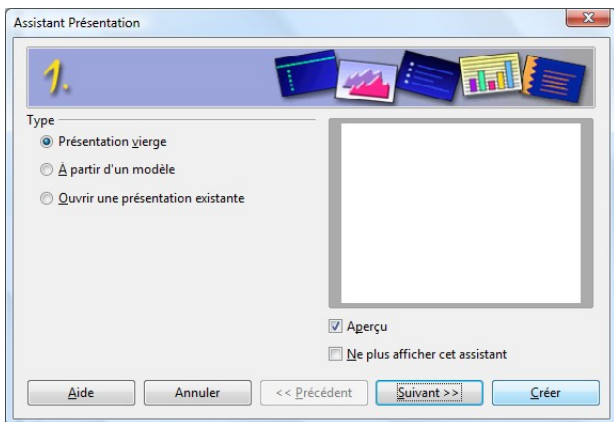 Assistant Présentation
1.
Type
Présentation vierge
À partir d'un modèle
Ouvrir une présentation existante
Aperçu
Ne plus afficher cet assistant
Aide
Annuler
<< Précédent
Suivant >>
Créer